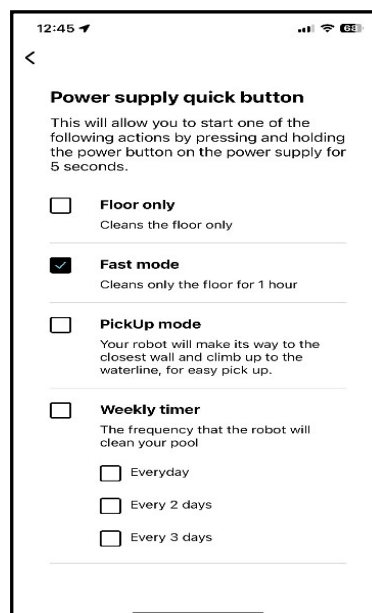 12:45
68
Power supply quick button
This will allow you to start one of the
following actions by pressing and holding
the power button on the power supply for
5 seconds.
Floor only
Cleans the floor only
Fast mode
Cleans only the floor for 1 hour
PickUp mode
Your robot will make its way to the
closest wall and climb up to the
waterline, for easy pick up.
Weekly timer
The frequency that the robot will
clean your pool
Everyday
Every 2 days
Every 3 days